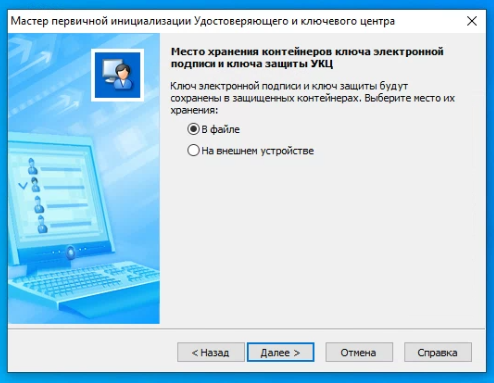 Мастер первичной инициализации Удостоверяющего и ключевого центра
Место хранения контейнеров ключа электронной
подписи и ключа защиты УКЦ
Ключ электронной подписи и ключ защиты будут
сохранены в защищенных контейнерах. Выберите место их
хранения:
В файле
На внешнем устройстве
< Назад Далее > Отмена Справка